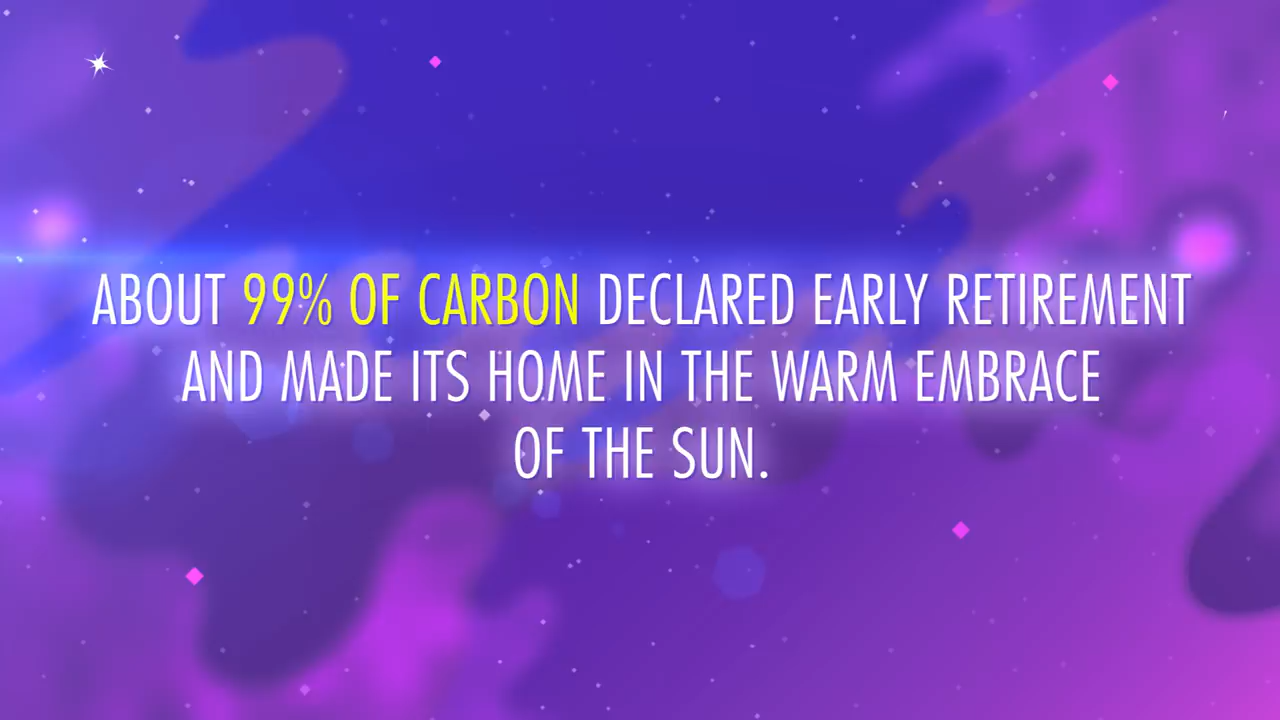 ABOUT 99% OF CARBON DECLARED EARLY RETIREMENT
AND MADE ITS HOME IN THE WARM EMBRACE
OF THE SUN.